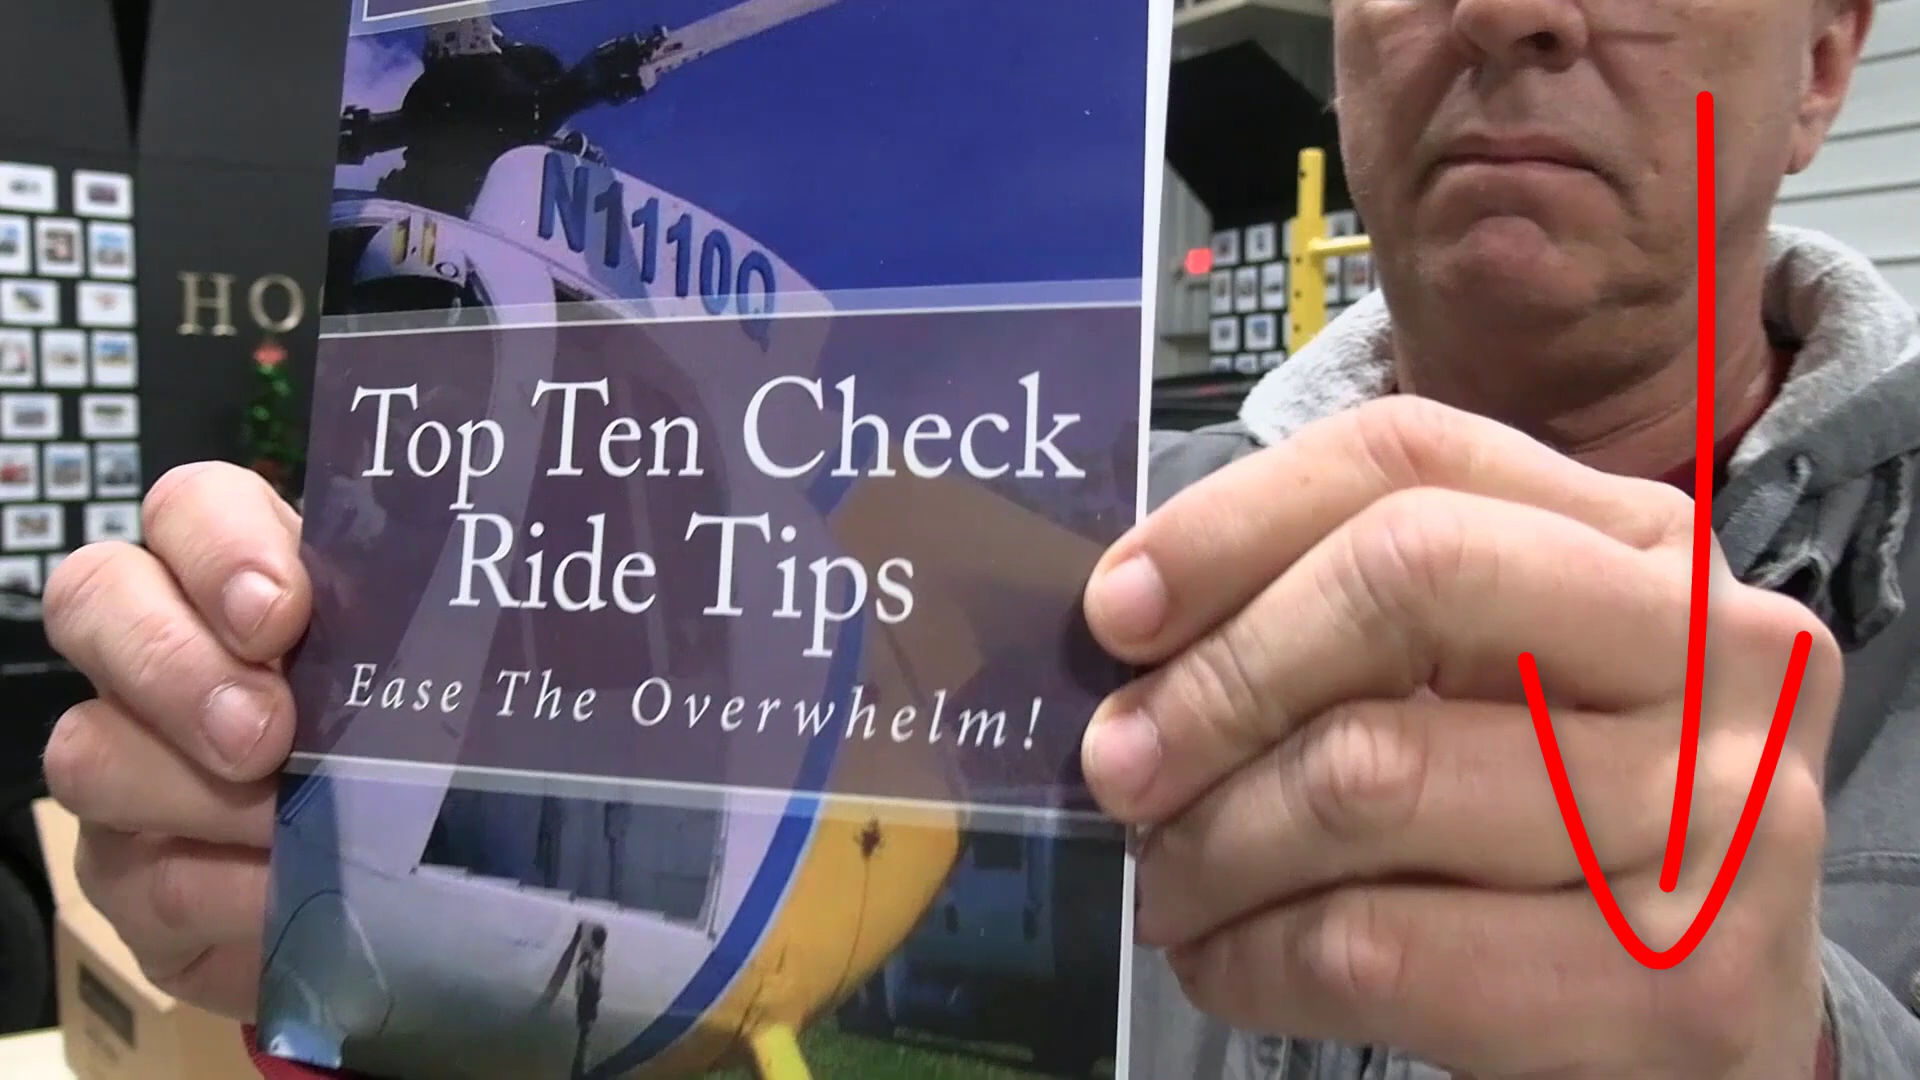 N1110Q
HO
Top Ten Check
Ride Tips
Ease The Overwhelm!